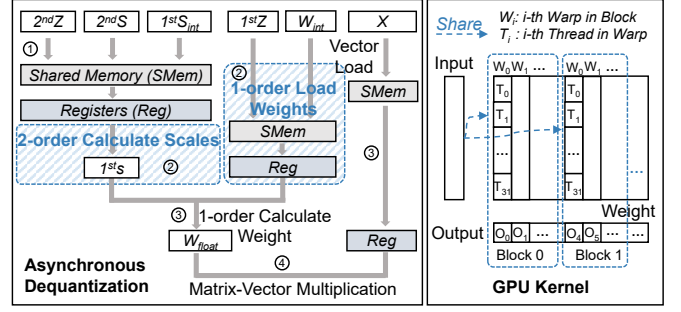 2ndZ 2ndS 1stSint 1stZ Wint X
① Vector
Load
②
1-order Load
Weights
Shared Memory (SMem) SMem
Registers (Reg)
SMem
2-order Calculate Scales ③
1sts ② Reg
③ 1-order Calculate
Weight
Wfloat Reg
④
Asynchronous
Dequantization
Matrix-Vector Multiplication
Share Wi: i-th Warp in Block
Ti : i-th Thread in Warp
Input W0 W1 ... W0 W1 ...
T0 T0
T1 T1
... ...
...
T31 T31
Weight
Output O0 O1 ... O4 O5 ... ...
Block 0 Block 1
GPU Kernel